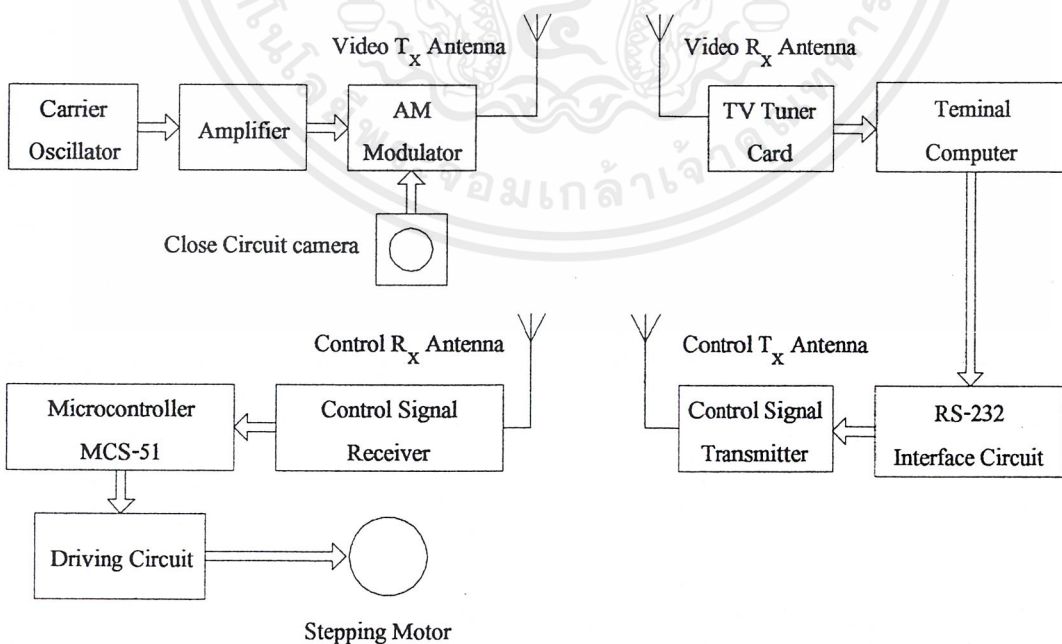 Video Tx Antenna
Video Rx Antenna
Carrier
Oscillator
Amplifier
AM
Modulator
TV Tuner
Card
Teminal
Computer
Close Circuit camera
Control Rx Antenna
Control Tx Antenna
Microcontroller
MCS-51
Control Signal
Receiver
Control Signal
Transmitter
RS-232
Interface Circuit
Driving Circuit
Stepping Motor